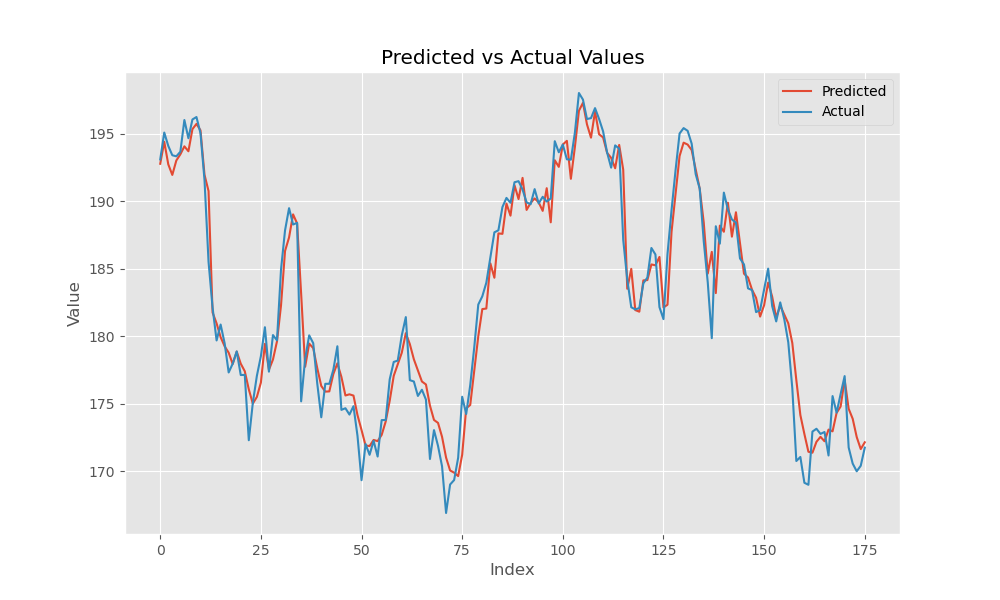 Predicted vs Actual Values
Predicted
Actual
Value
195
190
185
180
175
170
0 25 50 75 100 125 150 175
Index